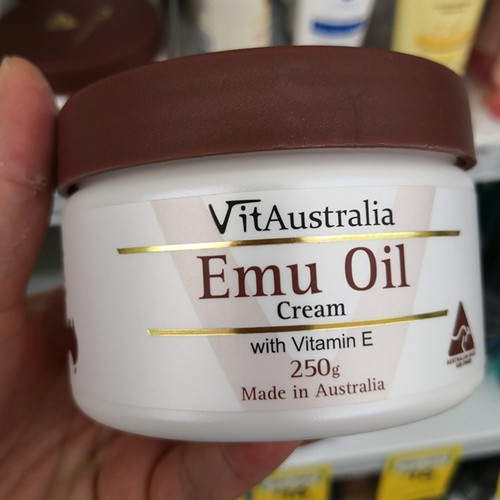 VitAustralia
Emu Oil
Cream
with Vitamin E
250g
Made in Australia